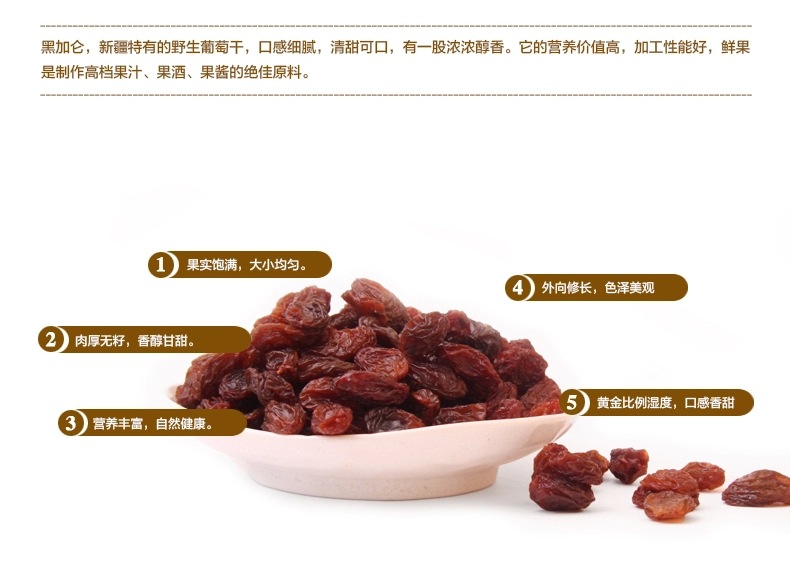 黑加仑，新疆特有的野生葡萄干，口感细腻，清甜可口，有一股浓浓醇香。它的营养价值高，加工性能好，鲜果
是制作高档果汁、果酒、果酱的绝佳原料。
1 果实饱满，大小均匀。
4 外向修长，色泽美观
2 肉厚无籽，香醇甘甜。
5 黄金比例湿度，口感香甜
3 营养丰富，自然健康。